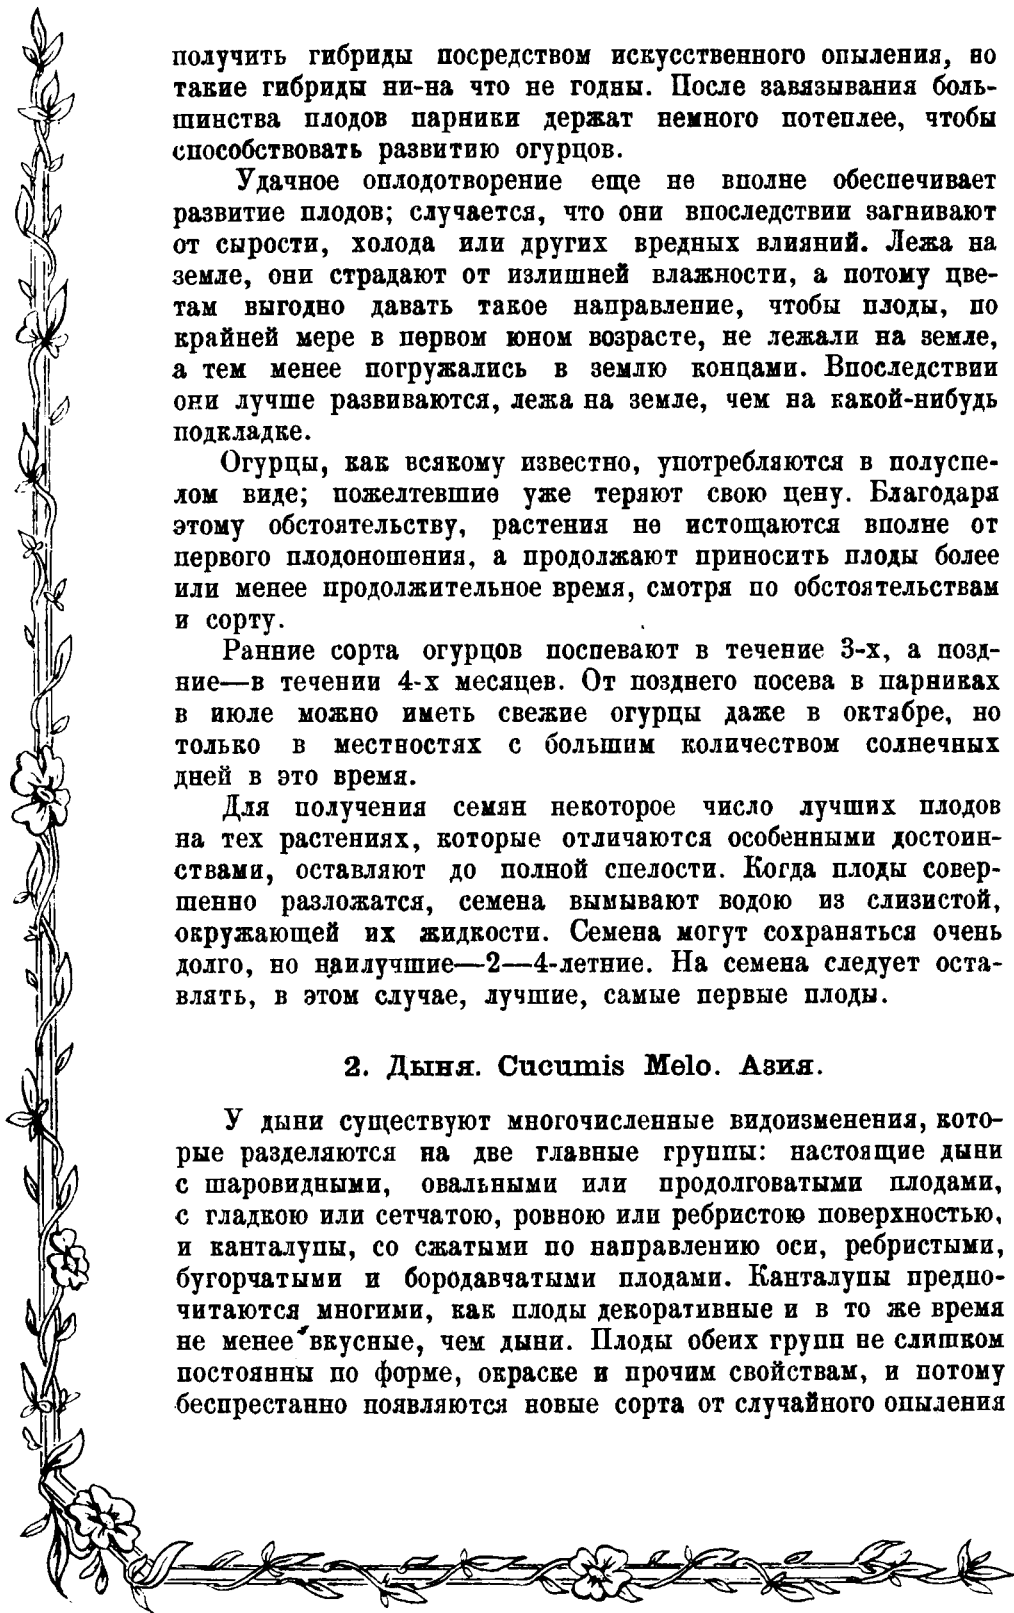 получить гибриды посредством искусственного опыления, но
такие гибриды ни-на что не годны. После завязывания боль-
шинства плодов парники держат немного потеплее, чтобы
способствовать развитию огурцов.
Удачное оплодотворение еще не вполне обеспечивает
развитие плодов; случается, что они впоследствии загнивают
от сырости, холода или других вредных влияний. Лежа на
земле, они страдают от излишней влажности, а потому цве-
там выгодно давать такое направление, чтобы плоды, по
крайней мере в первом юном возрасте, не лежали на земле,
а тем менее погружались в землю концами. Впоследствии
они лучше развиваются, лежа на земле, чем на какой-нибудь
подкладке.
Огурцы, как всякому известно, употребляются в полуспе-
лом виде; пожелтевшие уже теряют свою цену. Благодаря
этому обстоятельству, растения не истощаются вполне от
первого плодоношения, а продолжают приносить плоды более
или менее продолжительное время, смотря по обстоятельствам
и сорту.
Ранние сорта огурцов поспевают в течение 3-х, а позд-
ние—в течении 4-х месяцев. От позднего посева в парниках
в июле можно иметь свежие огурцы даже в октябре, но
только в местностях с большим количеством солнечных
дней в это время.
Для получения семян некоторое число лучших плодов
на тех растениях, которые отличаются особенными достоин-
ствами, оставляют до полной спелости. Когда плоды совер-
шенно разложатся, семена вымывают водою из слизистой,
окружающей их жидкости. Семена могут сохраняться очень
долго, но наилучшие—2—4-летние. На семена следует оста-
влять, в этом случае, лучшие, самые первые плоды.
2. Дыня. Cucumis Melo. Азия.
У дыни существуют многочисленные видоизменения, кото-
рые разделяются на две главные группы: настоящие дыни
с шаровидными, овальными или продолговатыми плодами,
с гладкою или сетчатою, ровною или ребристою поверхностью,
и канталупы, со сжатыми по направлению оси, ребристыми,
бугорчатыми и бородавчатыми плодами. Канталупы предпо-
читаются многими, как плоды декоративные и в то же время
не менее вкусные, чем дыни. Плоды обеих групп не слишком
постоянны по форме, окраске и прочим свойствам, и потому
беспрестанно появляются новые сорта от случайного опыления